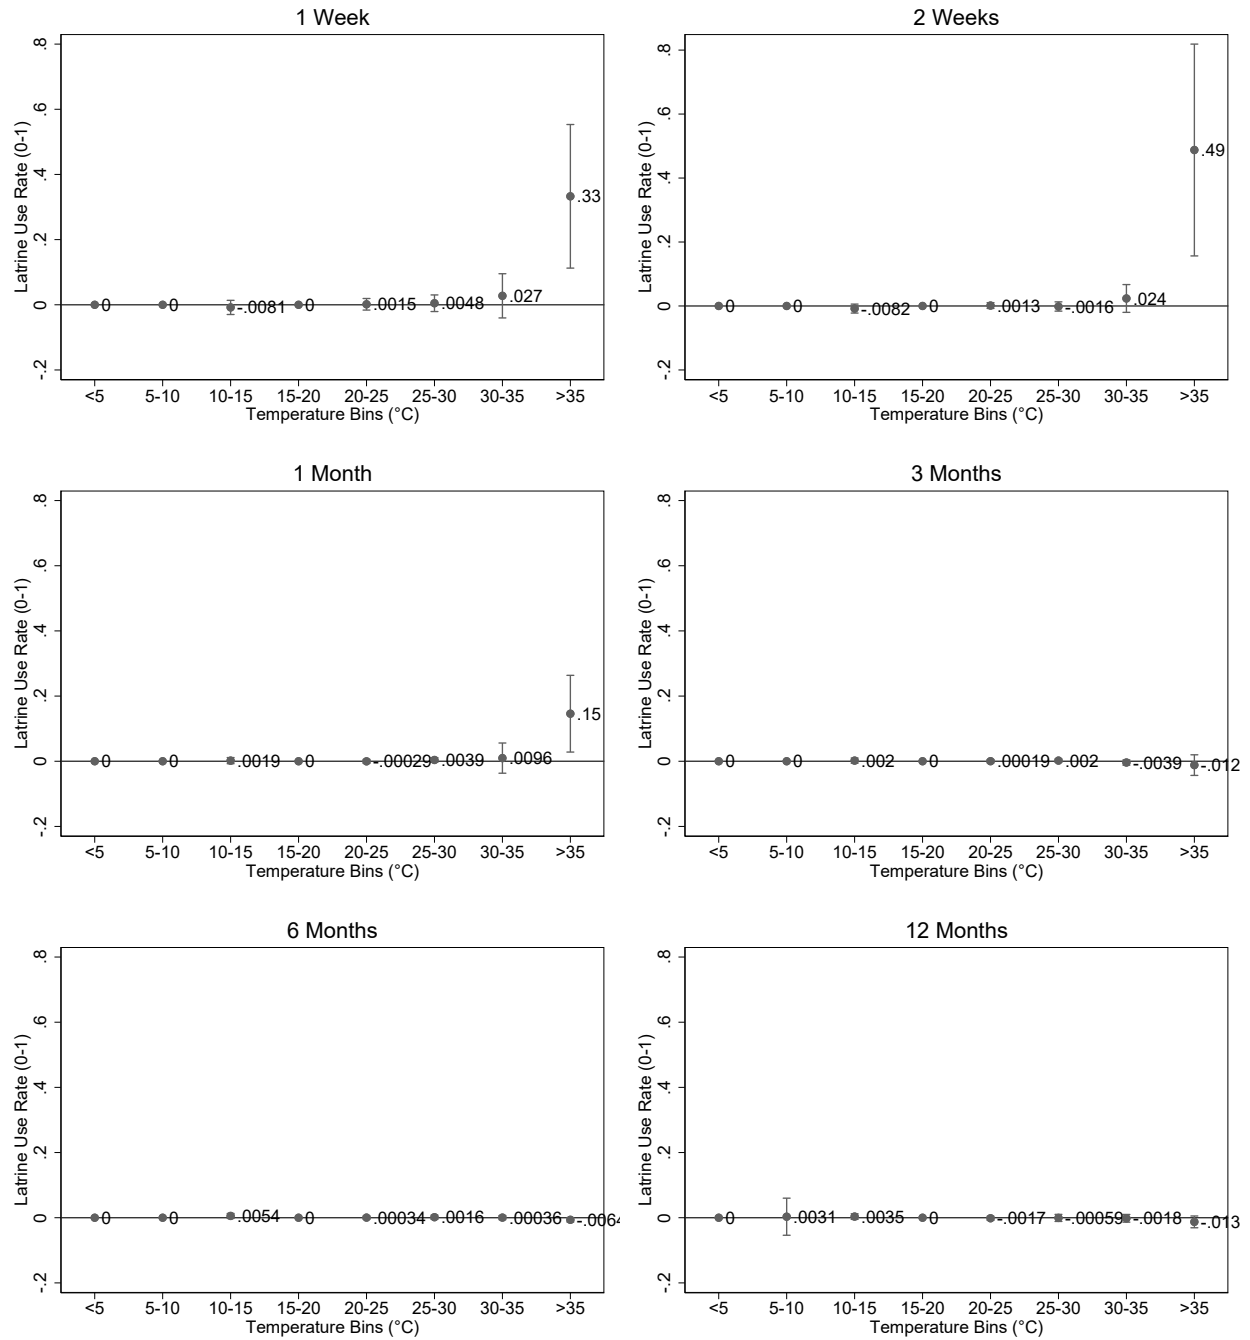 1 Week
Latrine Use Rate (0-1)
.8
.6
.4
.2
0
-.2
0 0 -.0081 0 .0015 .0048 .027 .33
<5 5-10 10-15 15-20 20-25 25-30 30-35 >35
Temperature Bins (°C)
2 Weeks
Latrine Use Rate (0-1)
.8
.6
.4
.2
0
-.2
0 0 -.0082 0 .0013 -.0016 .024 .49
<5 5-10 10-15 15-20 20-25 25-30 30-35 >35
Temperature Bins (°C)
1 Month
Latrine Use Rate (0-1)
.8
.6
.4
.2
0
-.2
0 0 .0019 0 -.00029 .0039 .0096 .15
<5 5-10 10-15 15-20 20-25 25-30 30-35 >35
Temperature Bins (°C)
3 Months
Latrine Use Rate (0-1)
.8
.6
.4
.2
0
-.2
0 0 .002 0 .00019 .002 -.0039 -.012
<5 5-10 10-15 15-20 20-25 25-30 30-35 >35
Temperature Bins (°C)
6 Months
Latrine Use Rate (0-1)
.8
.6
.4
.2
0
-.2
0 0 .0054 0 .00034 .0016 .00036 -.0064
<5 5-10 10-15 15-20 20-25 25-30 30-35 >35
Temperature Bins (°C)
12 Months
Latrine Use Rate (0-1)
.8
.6
.4
.2
0
-.2
0 .0031 .0035 0 -.0017 -.00059 -.0018 -.013
<5 5-10 10-15 15-20 20-25 25-30 30-35 >35
Temperature Bins (°C)